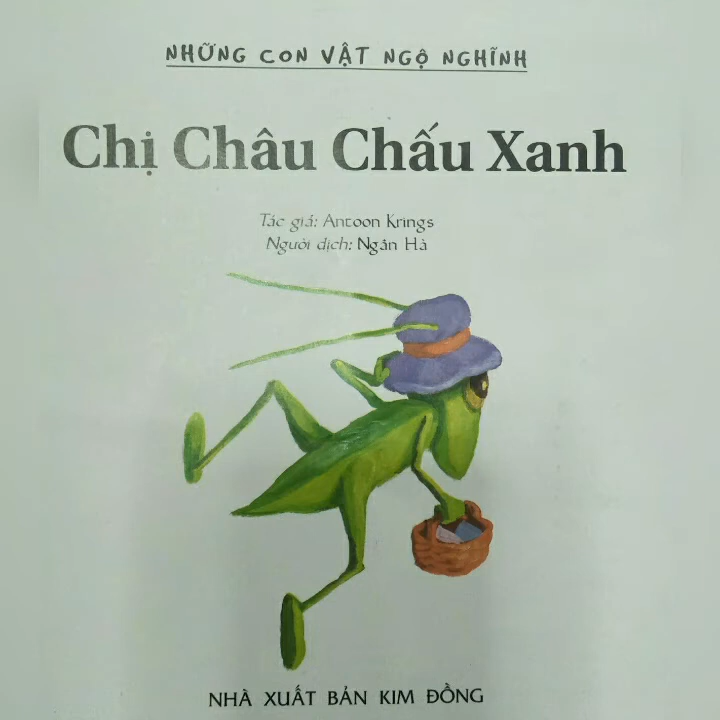 NHỮNG CON VẬT NGỘ NGHĨNH
Chị Châu Chấu Xanh
Tác giả: Antoon Krings
Người dịch: Ngân Hà
NHÀ XUẤT BẢN KIM ĐỒNG